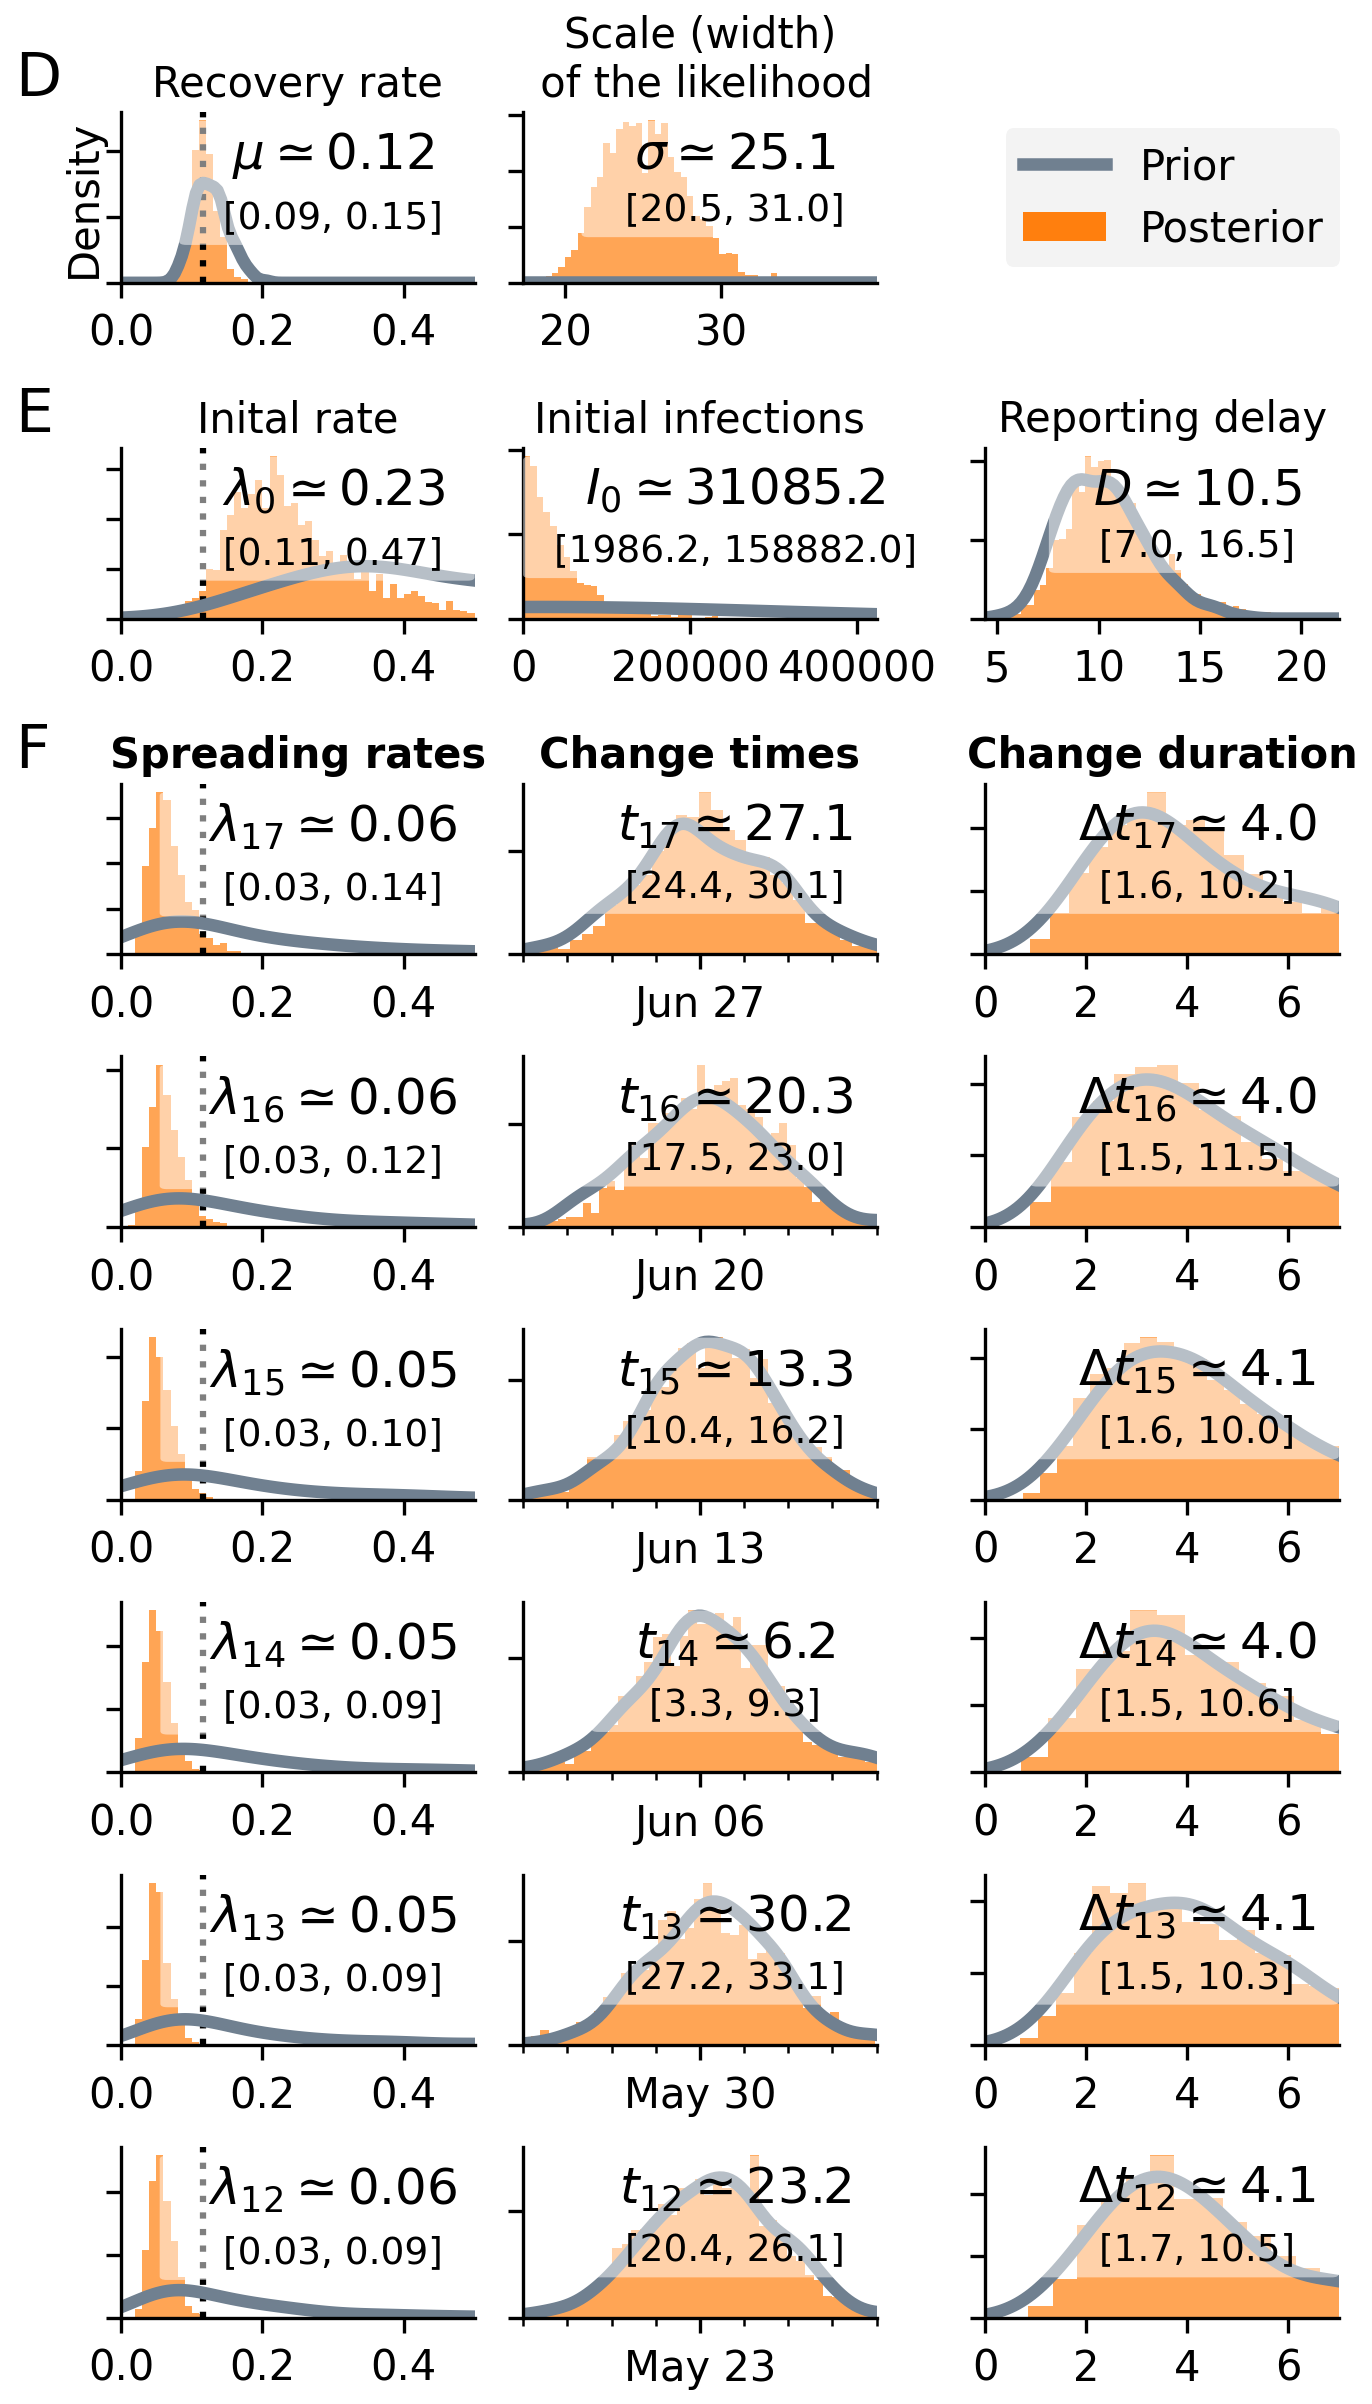 D
Recovery rate
Scale (width)
of the likelihood
Density
μ ≃ 0.12
[0.09, 0.15]
0.0 0.2 0.4
σ ≃ 25.1
[20.5, 31.0]
20 30
Prior
Posterior
E
Inital rate
λ₀ ≃ 0.23
[0.11, 0.47]
0.0 0.2 0.4
Initial infections
I₀ ≃ 31085.2
[1986.2, 158882.0]
0 200000 400000
Reporting delay
D ≃ 10.5
[7.0, 16.5]
5 10 15 20
F
Spreading rates
Change times
Change duration
λ₁₇ ≃ 0.06
[0.03, 0.14]
0.0 0.2 0.4
t₁₇ ≃ 27.1
[24.4, 30.1]
Jun 27
Δt₁₇ ≃ 4.0
[1.6, 10.2]
0 2 4 6
λ₁₆ ≃ 0.06
[0.03, 0.12]
0.0 0.2 0.4
t₁₆ ≃ 20.3
[17.5, 23.0]
Jun 20
Δt₁₆ ≃ 4.0
[1.5, 11.5]
0 2 4 6
λ₁₅ ≃ 0.05
[0.03, 0.10]
0.0 0.2 0.4
t₁₅ ≃ 13.3
[10.4, 16.2]
Jun 13
Δt₁₅ ≃ 4.1
[1.6, 10.0]
0 2 4 6
λ₁₄ ≃ 0.05
[0.03, 0.09]
0.0 0.2 0.4
t₁₄ ≃ 6.2
[3.3, 9.3]
Jun 06
Δt₁₄ ≃ 4.0
[1.5, 10.6]
0 2 4 6
λ₁₃ ≃ 0.05
[0.03, 0.09]
0.0 0.2 0.4
t₁₃ ≃ 30.2
[27.2, 33.1]
May 30
Δt₁₃ ≃ 4.1
[1.5, 10.3]
0 2 4 6
λ₁₂ ≃ 0.06
[0.03, 0.09]
0.0 0.2 0.4
t₁₂ ≃ 23.2
[20.4, 26.1]
May 23
Δt₁₂ ≃ 4.1
[1.7, 10.5]
0 2 4 6